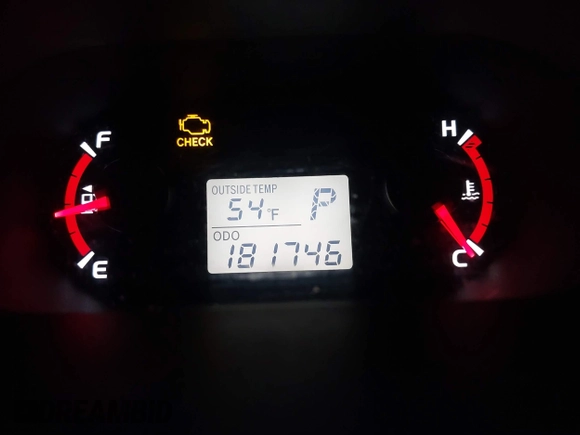 F
H
CHECK
OUTSIDE TEMP
54°F P
ODO
181746
E
C